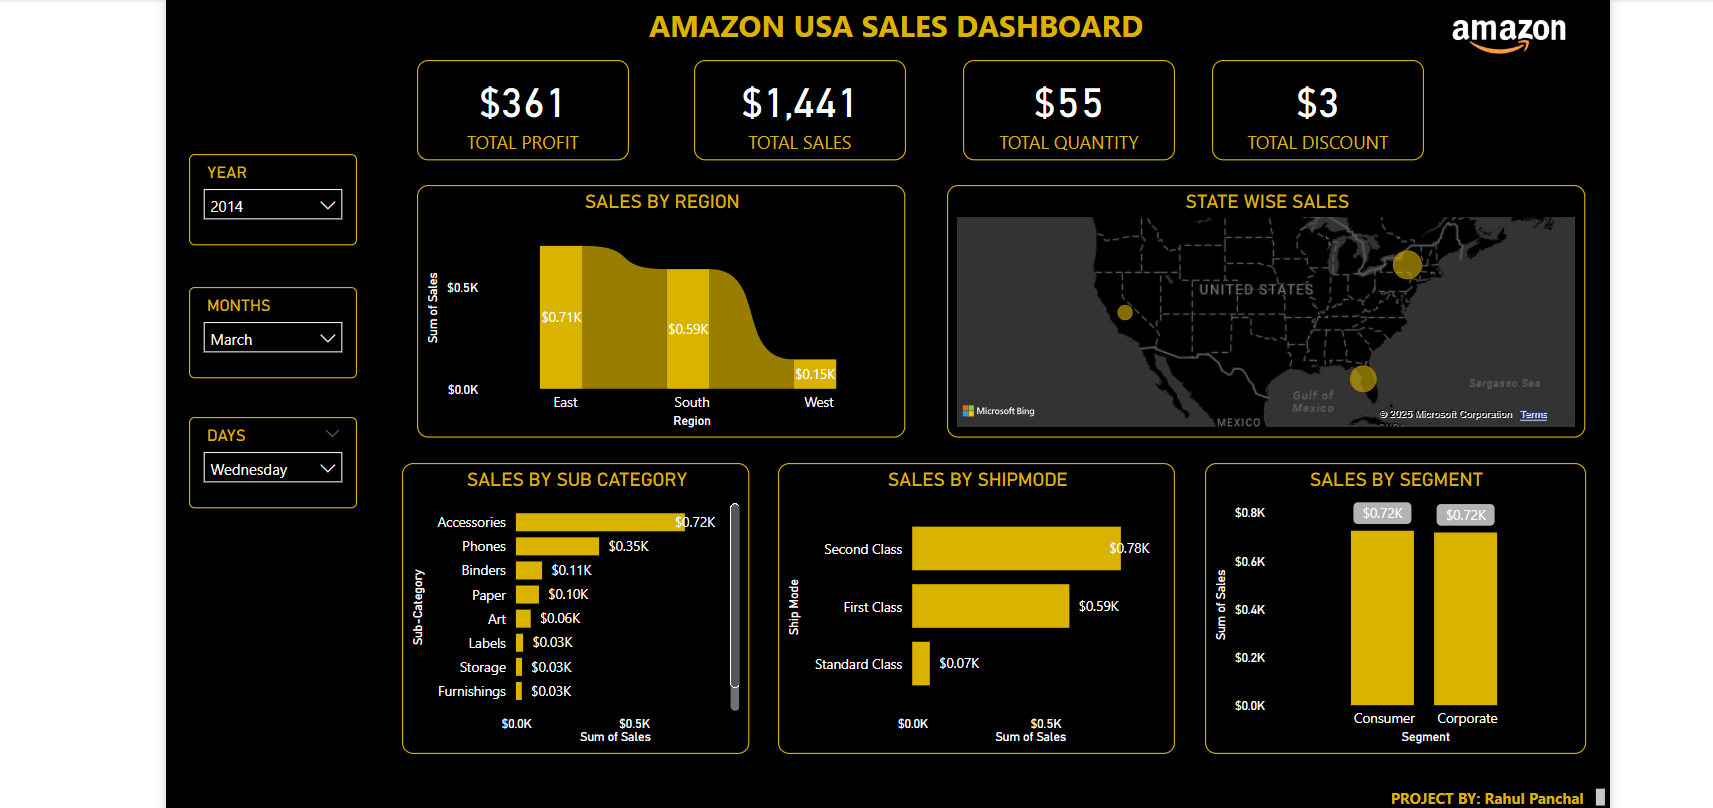 AMAZON USA SALES DASHBOARD
amazon
$361
TOTAL PROFIT
$1,441
TOTAL SALES
$55
TOTAL QUANTITY
$3
TOTAL DISCOUNT
YEAR
2014
MONTHS
March
DAYS
Wednesday
SALES BY REGION
Sum of Sales
$0.5K
$0.0K
$0.71K
$0.59K
$0.15K
East
South
West
Region
STATE WISE SALES
UNITED STATES
Gulf of
Mexico
Sargasso Sea
MEXICO
Microsoft Bing
© 2025 Microsoft Corporation Terms
SALES BY SUB CATEGORY
Sub-Category
Accessories $0.72K
Phones $0.35K
Binders $0.11K
Paper $0.10K
Art $0.06K
Labels $0.03K
Storage $0.03K
Furnishings $0.03K
$0.0K $0.5K
Sum of Sales
SALES BY SHIPMODE
Ship Mode
Second Class $0.78K
First Class $0.59K
Standard Class $0.07K
$0.0K $0.5K
Sum of Sales
SALES BY SEGMENT
Sum of Sales
$0.8K
$0.6K
$0.4K
$0.2K
$0.0K
$0.72K $0.72K
Consumer Corporate
Segment
PROJECT BY: Rahul Panchal